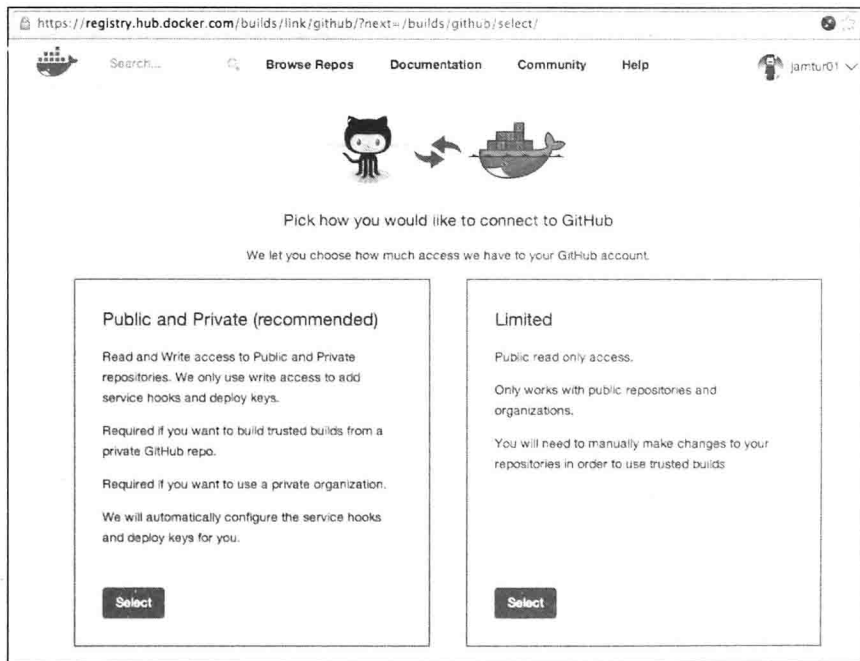 https://registry.hub.docker.com/builds/link/github/?next=/builds/github/select/
Search...
Browse Repos
Documentation
Community
Help
jamtur01
Pick how you would like to connect to GitHub
We let you choose how much access we have to your GitHub account.
Public and Private (recommended)
Read and Write access to Public and Private
repositories. We only use write access to add
service hooks and deploy keys.
Required if you want to build trusted builds from a
private GitHub repo.
Required if you want to use a private organization.
We will automatically configure the service hooks
and deploy keys for you.
Select
Limited
Public read only access.
Only works with public repositories and
organizations.
You will need to manually make changes to your
repositories in order to use trusted builds
Select